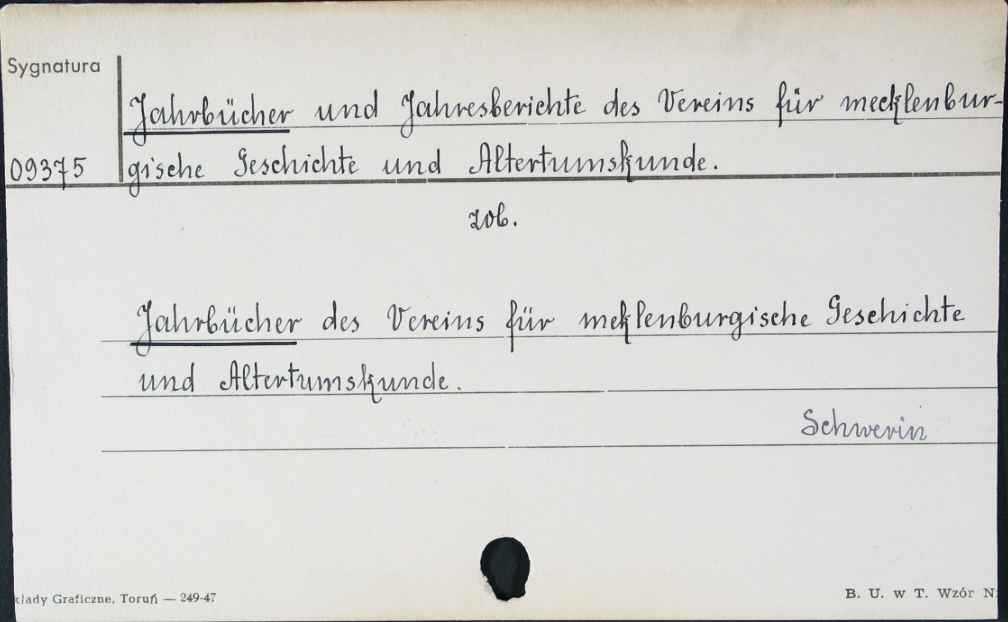 Sygnatura
Jahrbücher und Jahresberichte des Vereins für mecklenbur-
09375 gische Geschichte und Altertumskunde.
zob.
Jahrbücher des Vereins für meklenburgische Geschichte
und Altertumskunde.
Schwerin
kłady Graficzne, Toruń — 249-47
B. U. w T. Wzór N